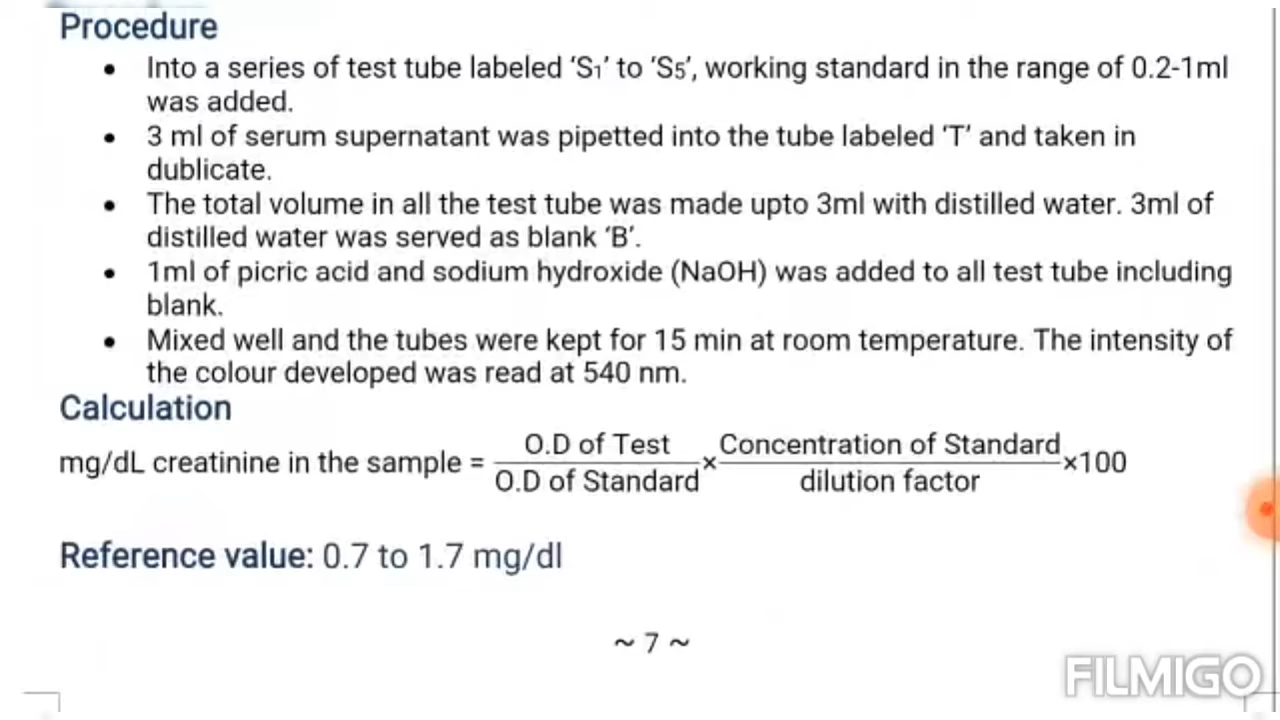 Procedure
• Into a series of test tube labeled ‘S1’ to ‘S5’, working standard in the range of 0.2-1ml
was added.
• 3 ml of serum supernatant was pipetted into the tube labeled ‘T’ and taken in
dublicate.
• The total volume in all the test tube was made upto 3ml with distilled water. 3ml of
distilled water was served as blank ‘B’.
• 1ml of picric acid and sodium hydroxide (NaOH) was added to all test tube including
blank.
• Mixed well and the tubes were kept for 15 min at room temperature. The intensity of
the colour developed was read at 540 nm.
Calculation
mg/dL creatinine in the sample = O.D of Test / O.D of Standard × Concentration of Standard / dilution factor ×100
Reference value: 0.7 to 1.7 mg/dl
~ 7 ~
FILMIGO